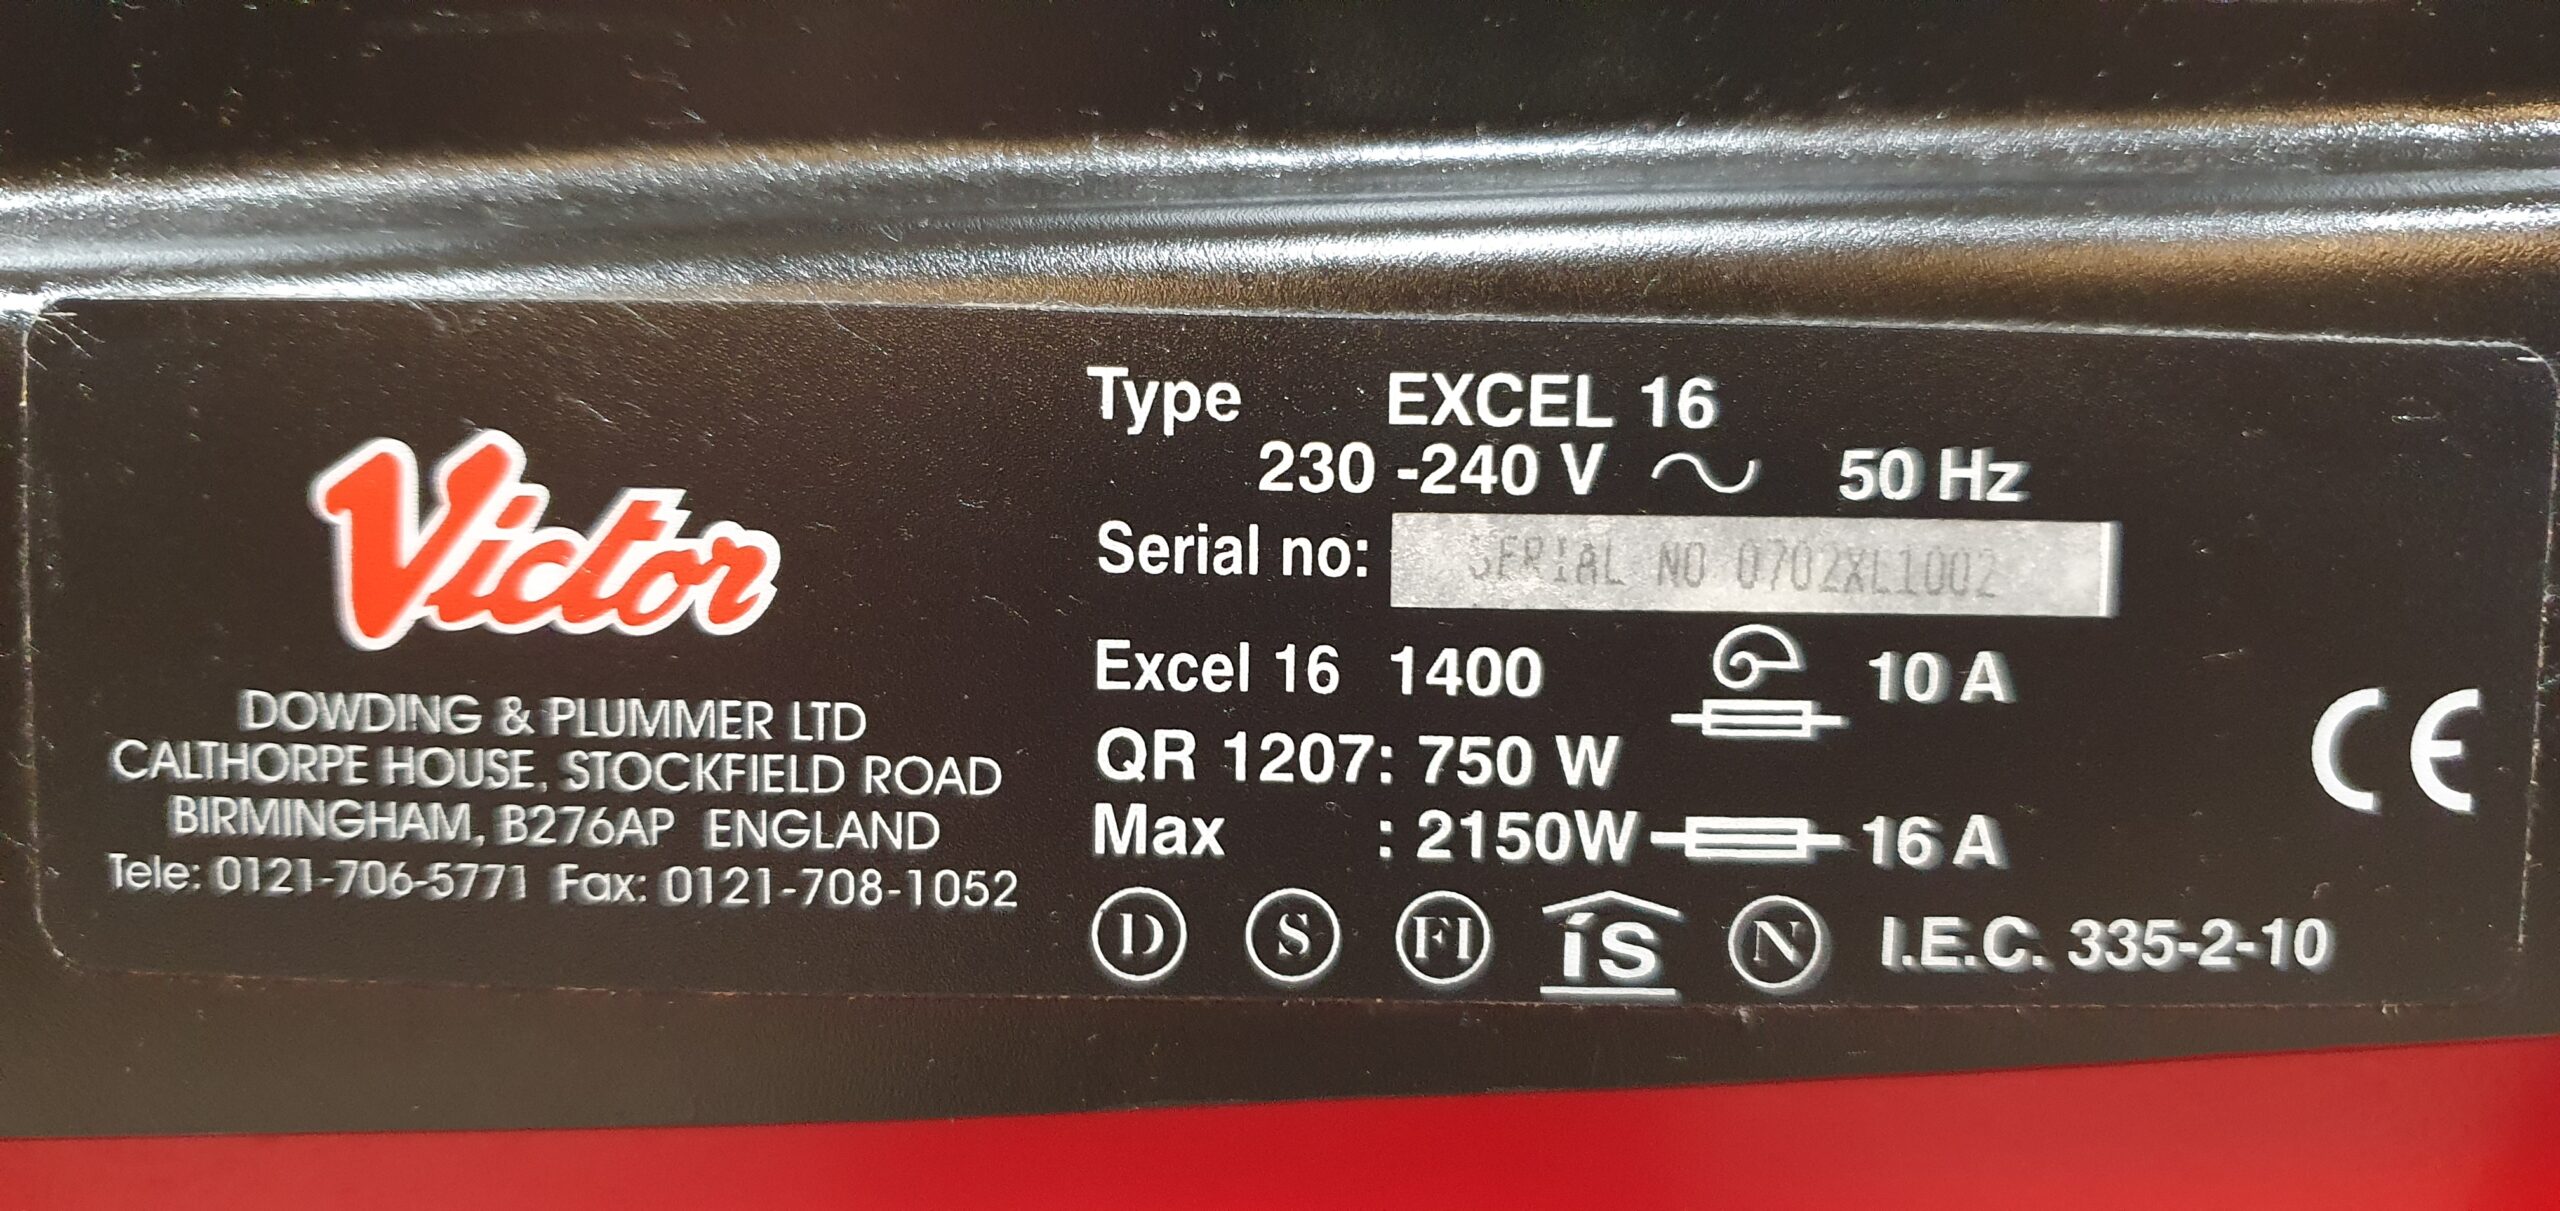 Victor
DOWDING & PLUMMER LTD
CALTHORPE HOUSE, STOCKFIELD ROAD
BIRMINGHAM, B276AP ENGLAND
Tele: 0121-706-5771 Fax: 0121-708-1052
Type EXCEL 16
230 -240 V 50 Hz
Serial no: SERIAL NO 0702XL1002
Excel 16 1400 10 A
QR 1207: 750 W
Max : 2150W 16 A
D S FI iS N I.E.C. 335-2-10
CE